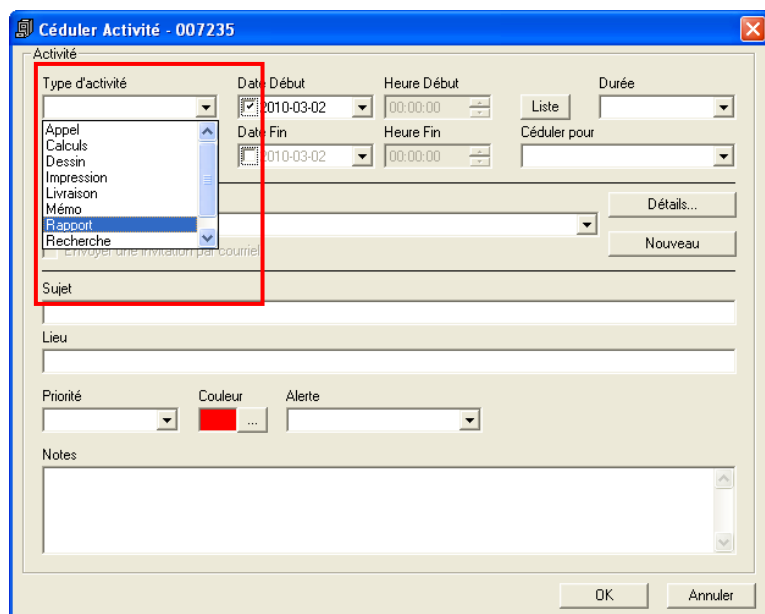 Céduler Activité - 007235
Activité
Type d'activité
Date Début
Heure Début
Durée
2010-03-02
00:00:00
Liste
Appel
Calculs
Dessin
Impression
Livraison
Mémo
Rapport
Recherche
Date Fin
Heure Fin
Céduler pour
2010-03-02
00:00:00
Détails...
Nouveau
Envoyer une invitation par courriel
Sujet
Lieu
Priorité
Couleur
Alerte
...
Notes
OK
Annuler